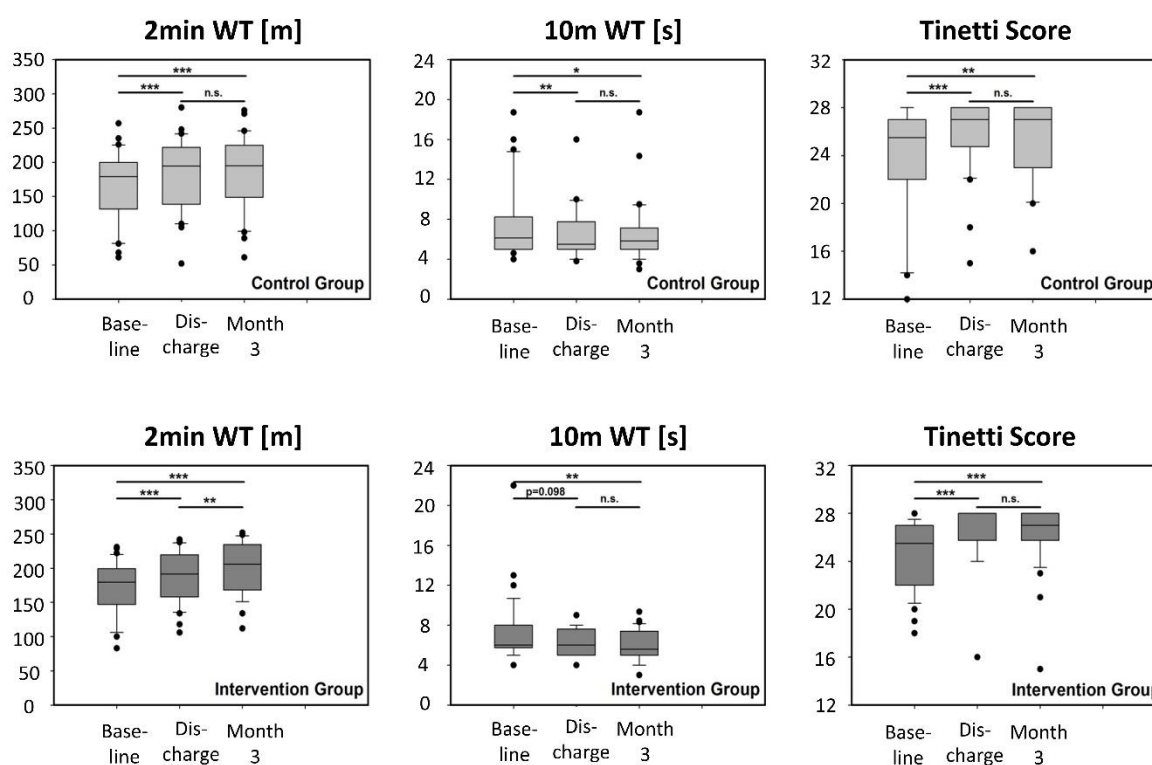 2min WT [m]
350
300
250
200
150
100
50
0
***
***
n.s.
Control Group
Base-
line
Dis-
charge
Month
3
10m WT [s]
24
20
16
12
8
4
0
*
**
n.s.
Control Group
Base-
line
Dis-
charge
Month
3
Tinetti Score
32
28
24
20
16
12
**
***
n.s.
Control Group
Base-
line
Dis-
charge
Month
3
2min WT [m]
350
300
250
200
150
100
50
0
***
***
**
Intervention Group
Base-
line
Dis-
charge
Month
3
10m WT [s]
24
20
16
12
8
4
0
**
p=0.098
n.s.
Intervention Group
Base-
line
Dis-
charge
Month
3
Tinetti Score
32
28
24
20
16
12
***
***
n.s.
Intervention Group
Base-
line
Dis-
charge
Month
3